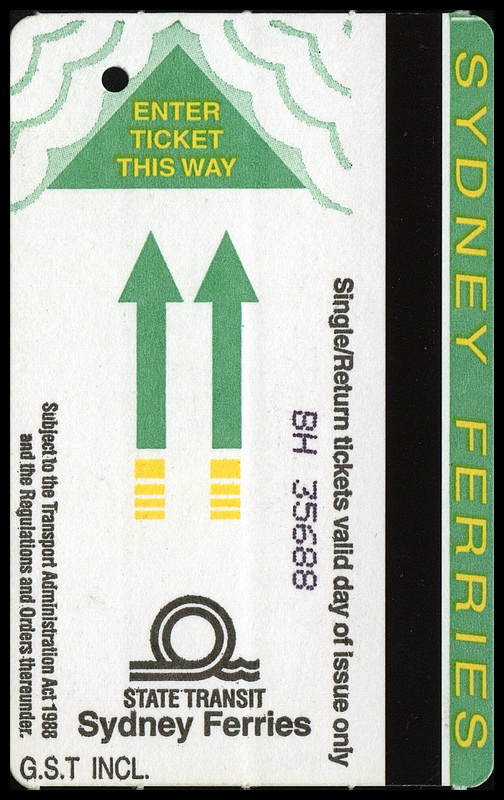 ENTER
TICKET
THIS WAY
SYDNEY FERRIES
Single/Return tickets valid day of issue only
BH 35688
Subject to the Transport Administration Act 1988
and the Regulations and Orders thereunder.
STATE TRANSIT
Sydney Ferries
G.S.T INCL.